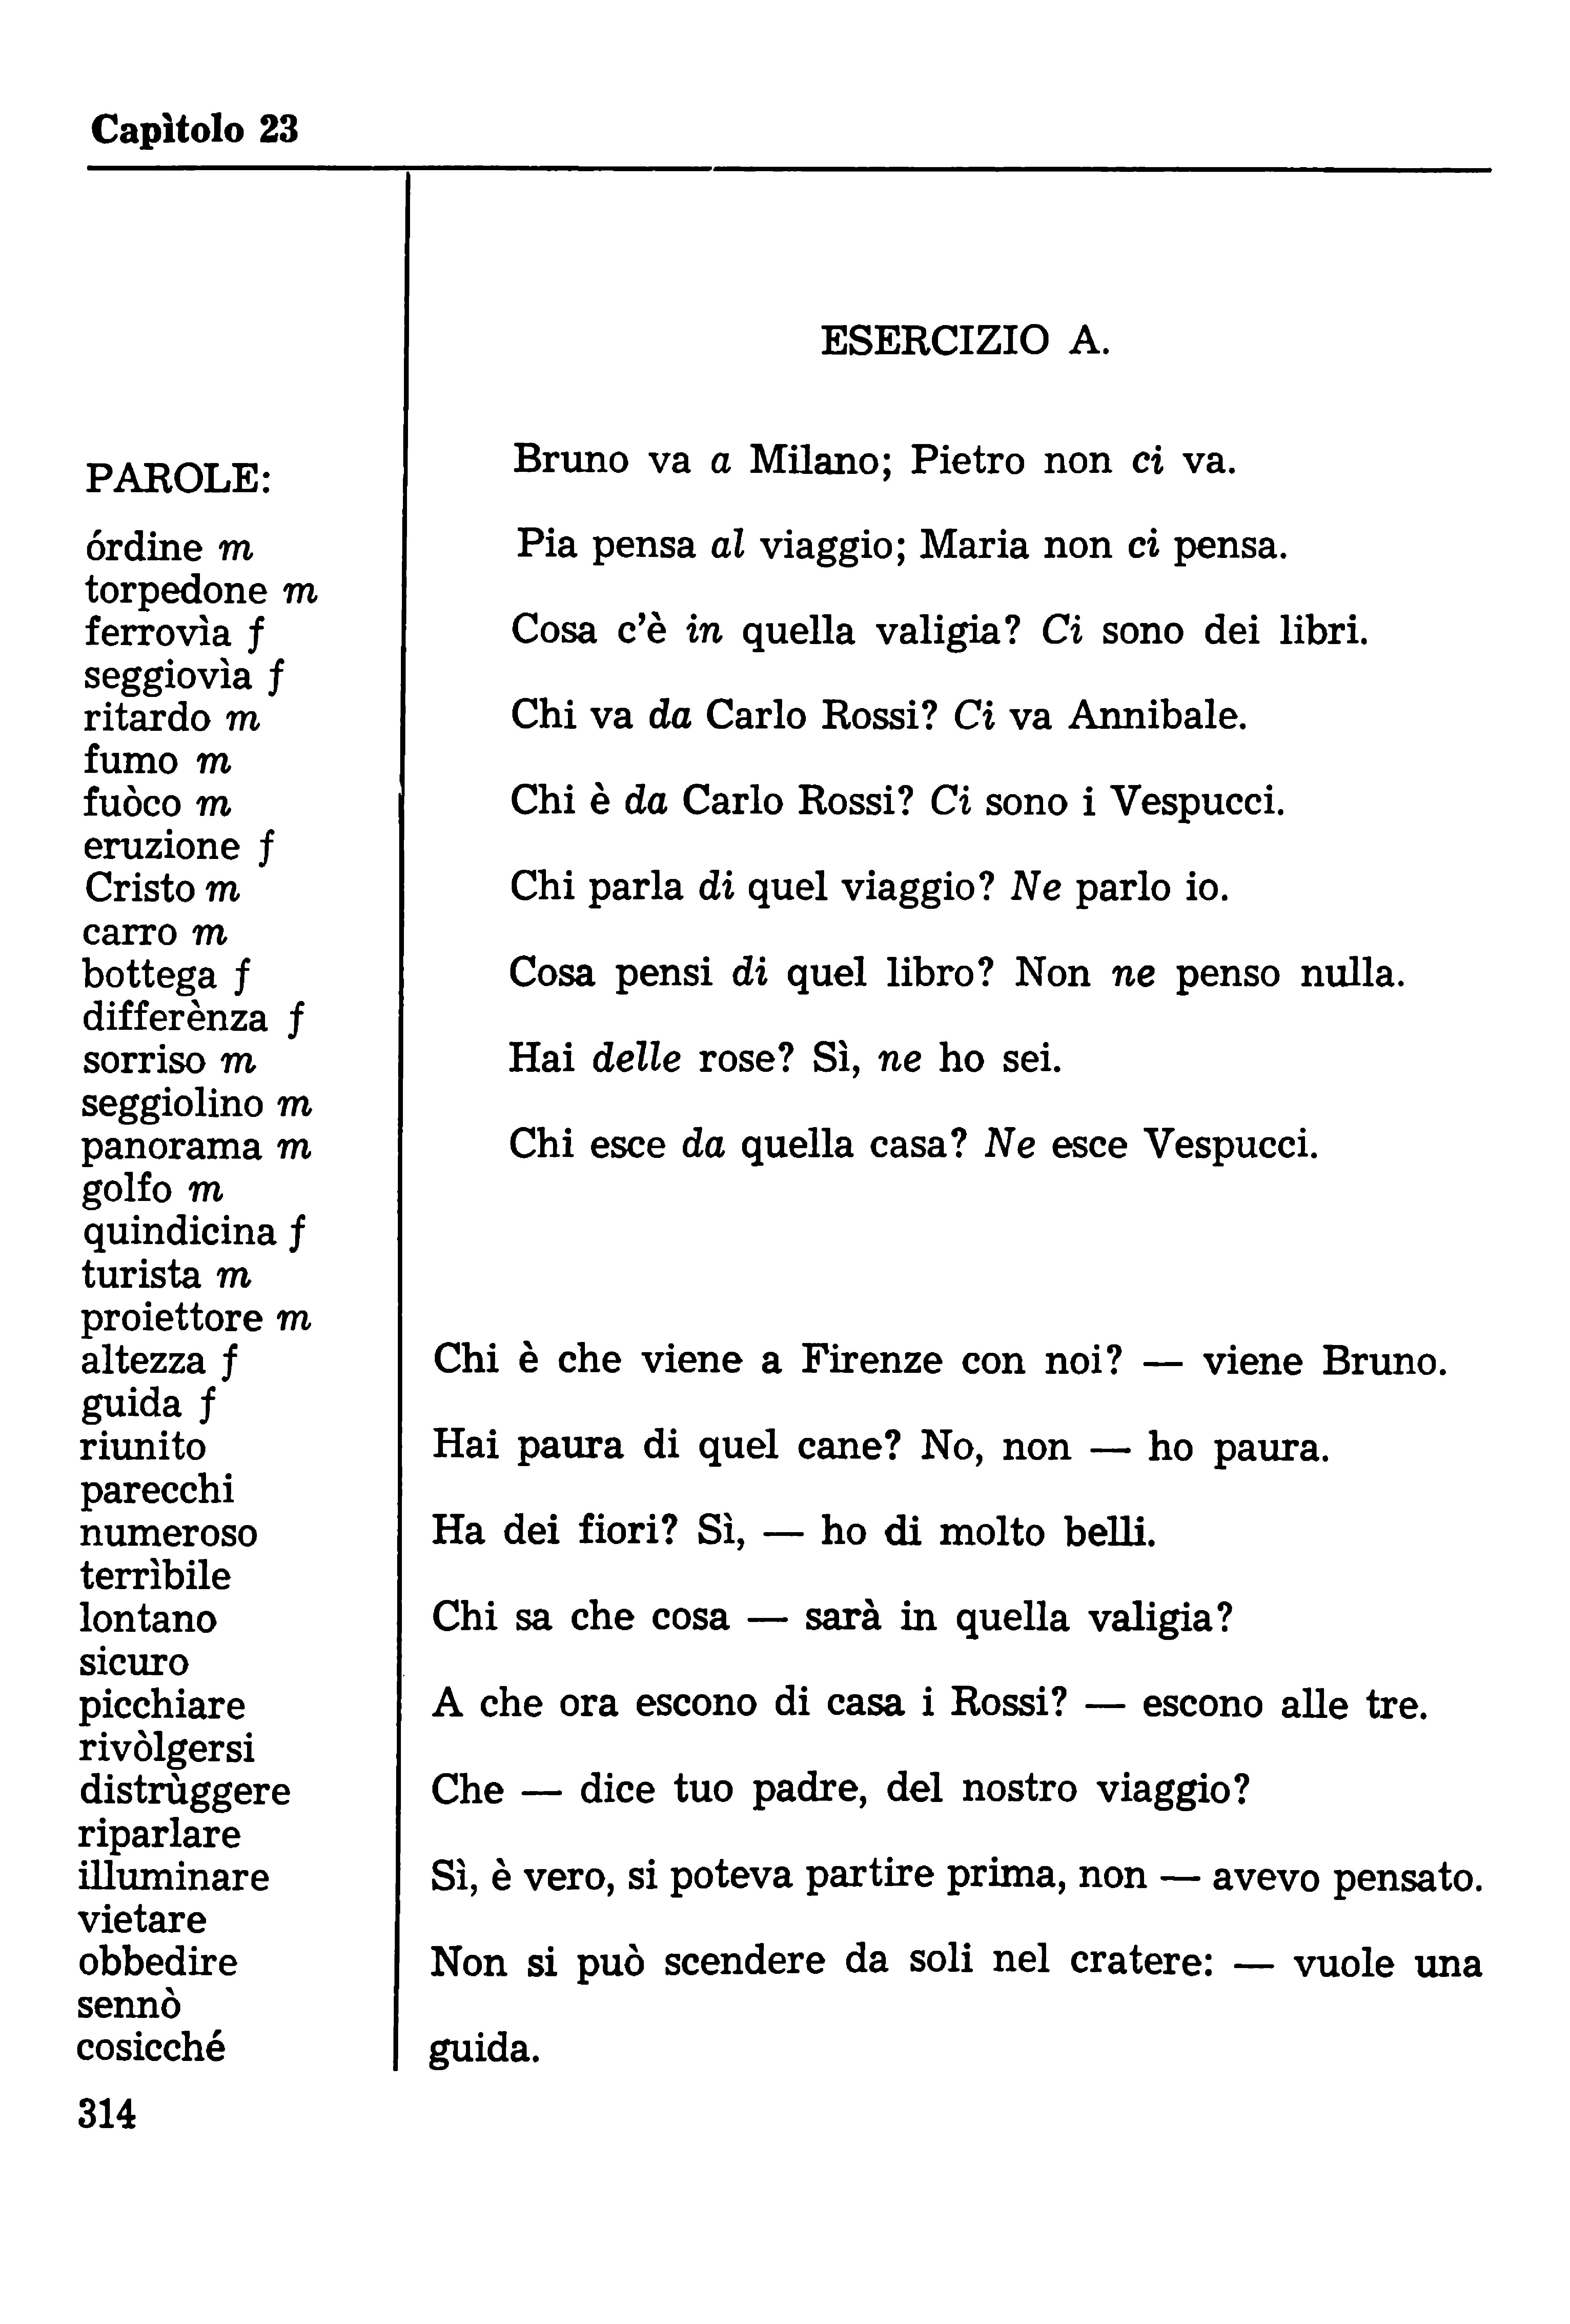 Capìtolo 23
PAROLE:
órdine m
torpedone m
ferrovìa f
seggiovìa f
ritardo m
fumo m
fuòco m
eruzione f
Cristo m
carro m
bottega f
differènza f
sorriso m
seggiolino m
panorama m
golfo m
quindicina f
turista m
proiettore m
altezza f
guida f
riunito
parecchi
numeroso
terrìbile
lontano
sicuro
picchiare
rivòlgersi
distrùggere
riparlare
illuminare
vietare
obbedire
sennò
cosicché
314
ESERCIZIO A.
Bruno va a Milano; Pietro non ci va.
Pia pensa al viaggio; Maria non ci pensa.
Cosa c'è in quella valigia? Ci sono dei libri.
Chi va da Carlo Rossi? Ci va Annibale.
Chi è da Carlo Rossi? Ci sono i Vespucci.
Chi parla di quel viaggio? Ne parlo io.
Cosa pensi di quel libro? Non ne penso nulla.
Hai delle rose? Sì, ne ho sei.
Chi esce da quella casa? Ne esce Vespucci.
Chi è che viene a Firenze con noi? — viene Bruno.
Hai paura di quel cane? No, non — ho paura.
Ha dei fiori? Sì, — ho di molto belli.
Chi sa che cosa — sarà in quella valigia?
A che ora escono di casa i Rossi? — escono alle tre.
Che — dice tuo padre, del nostro viaggio?
Sì, è vero, si poteva partire prima, non — avevo pensato.
Non si può scendere da soli nel cratere: — vuole una
guida.